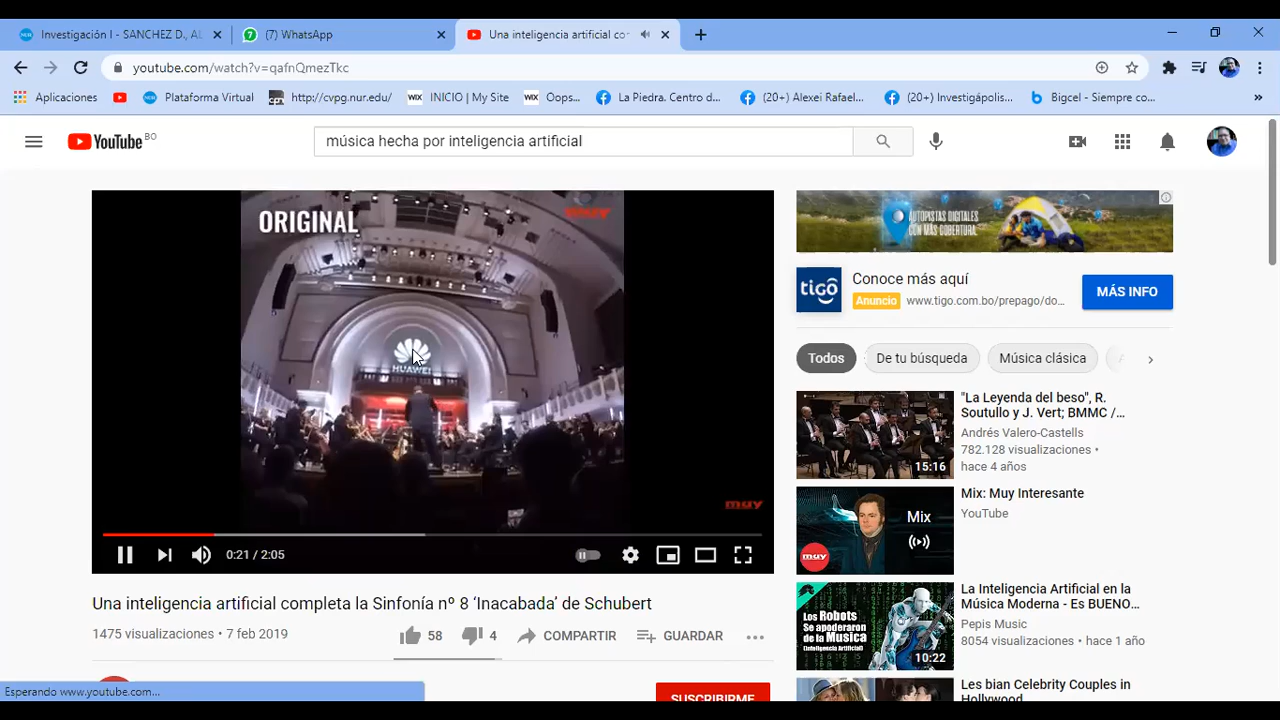 Investigación I - SANCHEZ D., AL
(7) WhatsApp
Una inteligencia artificial co
youtube.com/watch?v=qafnQmezTkc
Aplicaciones
Plataforma Virtual
http://cvpg.nur.edu/
WIX INICIO | My Site
WIX Oops...
La Piedra. Centro d...
(20+) Alexei Rafael...
(20+) Investigápolis...
Bigcel - Siempre co...
»
YouTube BO
música hecha por inteligencia artificial
ORIGINAL
muy
HUAWEI
muy
0:21 / 2:05
Una inteligencia artificial completa la Sinfonía nº 8 ‘Inacabada’ de Schubert
1475 visualizaciones • 7 feb 2019
58
4
COMPARTIR
GUARDAR
SUSCRIBIRME
Esperando www.youtube.com...
AUTOPISTAS DIGITALES
CON MÁS COBERTURA.
tigo
Conoce más aquí
Anuncio
www.tigo.com.bo/prepago/do...
MÁS INFO
Todos
De tu búsqueda
Música clásica
"La Leyenda del beso", R.
Soutullo y J. Vert; BMMC /...
Andrés Valero-Castells
782.128 visualizaciones •
hace 4 años
15:16
Mix: Muy Interesante
YouTube
Mix
muy
La Inteligencia Artificial en la
Música Moderna - Es BUENO...
Pepis Music
8054 visualizaciones • hace 1 año
Los Robots
Se apoderaron
de la Musica
(Inteligencia Artificial)
10:22
Les bian Celebrity Couples in
Hollywood